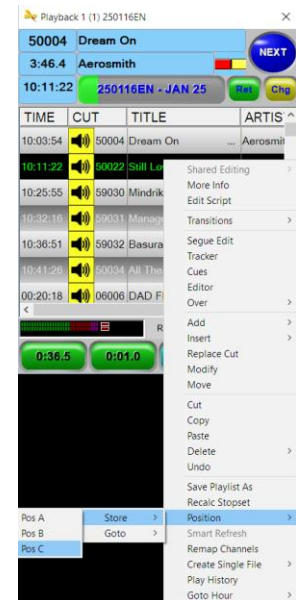 Playback 1 (1) 250116EN
50004 Dream On
3:46.4 Aerosmith
NEXT
10:11:22 250116EN - JAN 25 Ret Chg
TIME CUT TITLE ARTIS
10:03:54 50004 Dream On ... Aerosmit
10:11:22 50022 Still Lo
10:25:55 59030 Mindrik
10:32:16 59031 Manag
10:36:51 59032 Basura
10:41:26 50034 All The
00:20:18 06006 DAD F
R
0:36.5 0:01.0
Shared Editing
More Info
Edit Script
Transitions
Segue Edit
Tracker
Cues
Editor
Over
Add
Insert
Replace Cut
Modify
Move
Cut
Copy
Paste
Delete
Undo
Save Playlist As
Recalc Stopset
Position
Smart Refresh
Remap Channels
Create Single File
Play History
Goto Hour
Store
Goto
Pos A
Pos B
Pos C